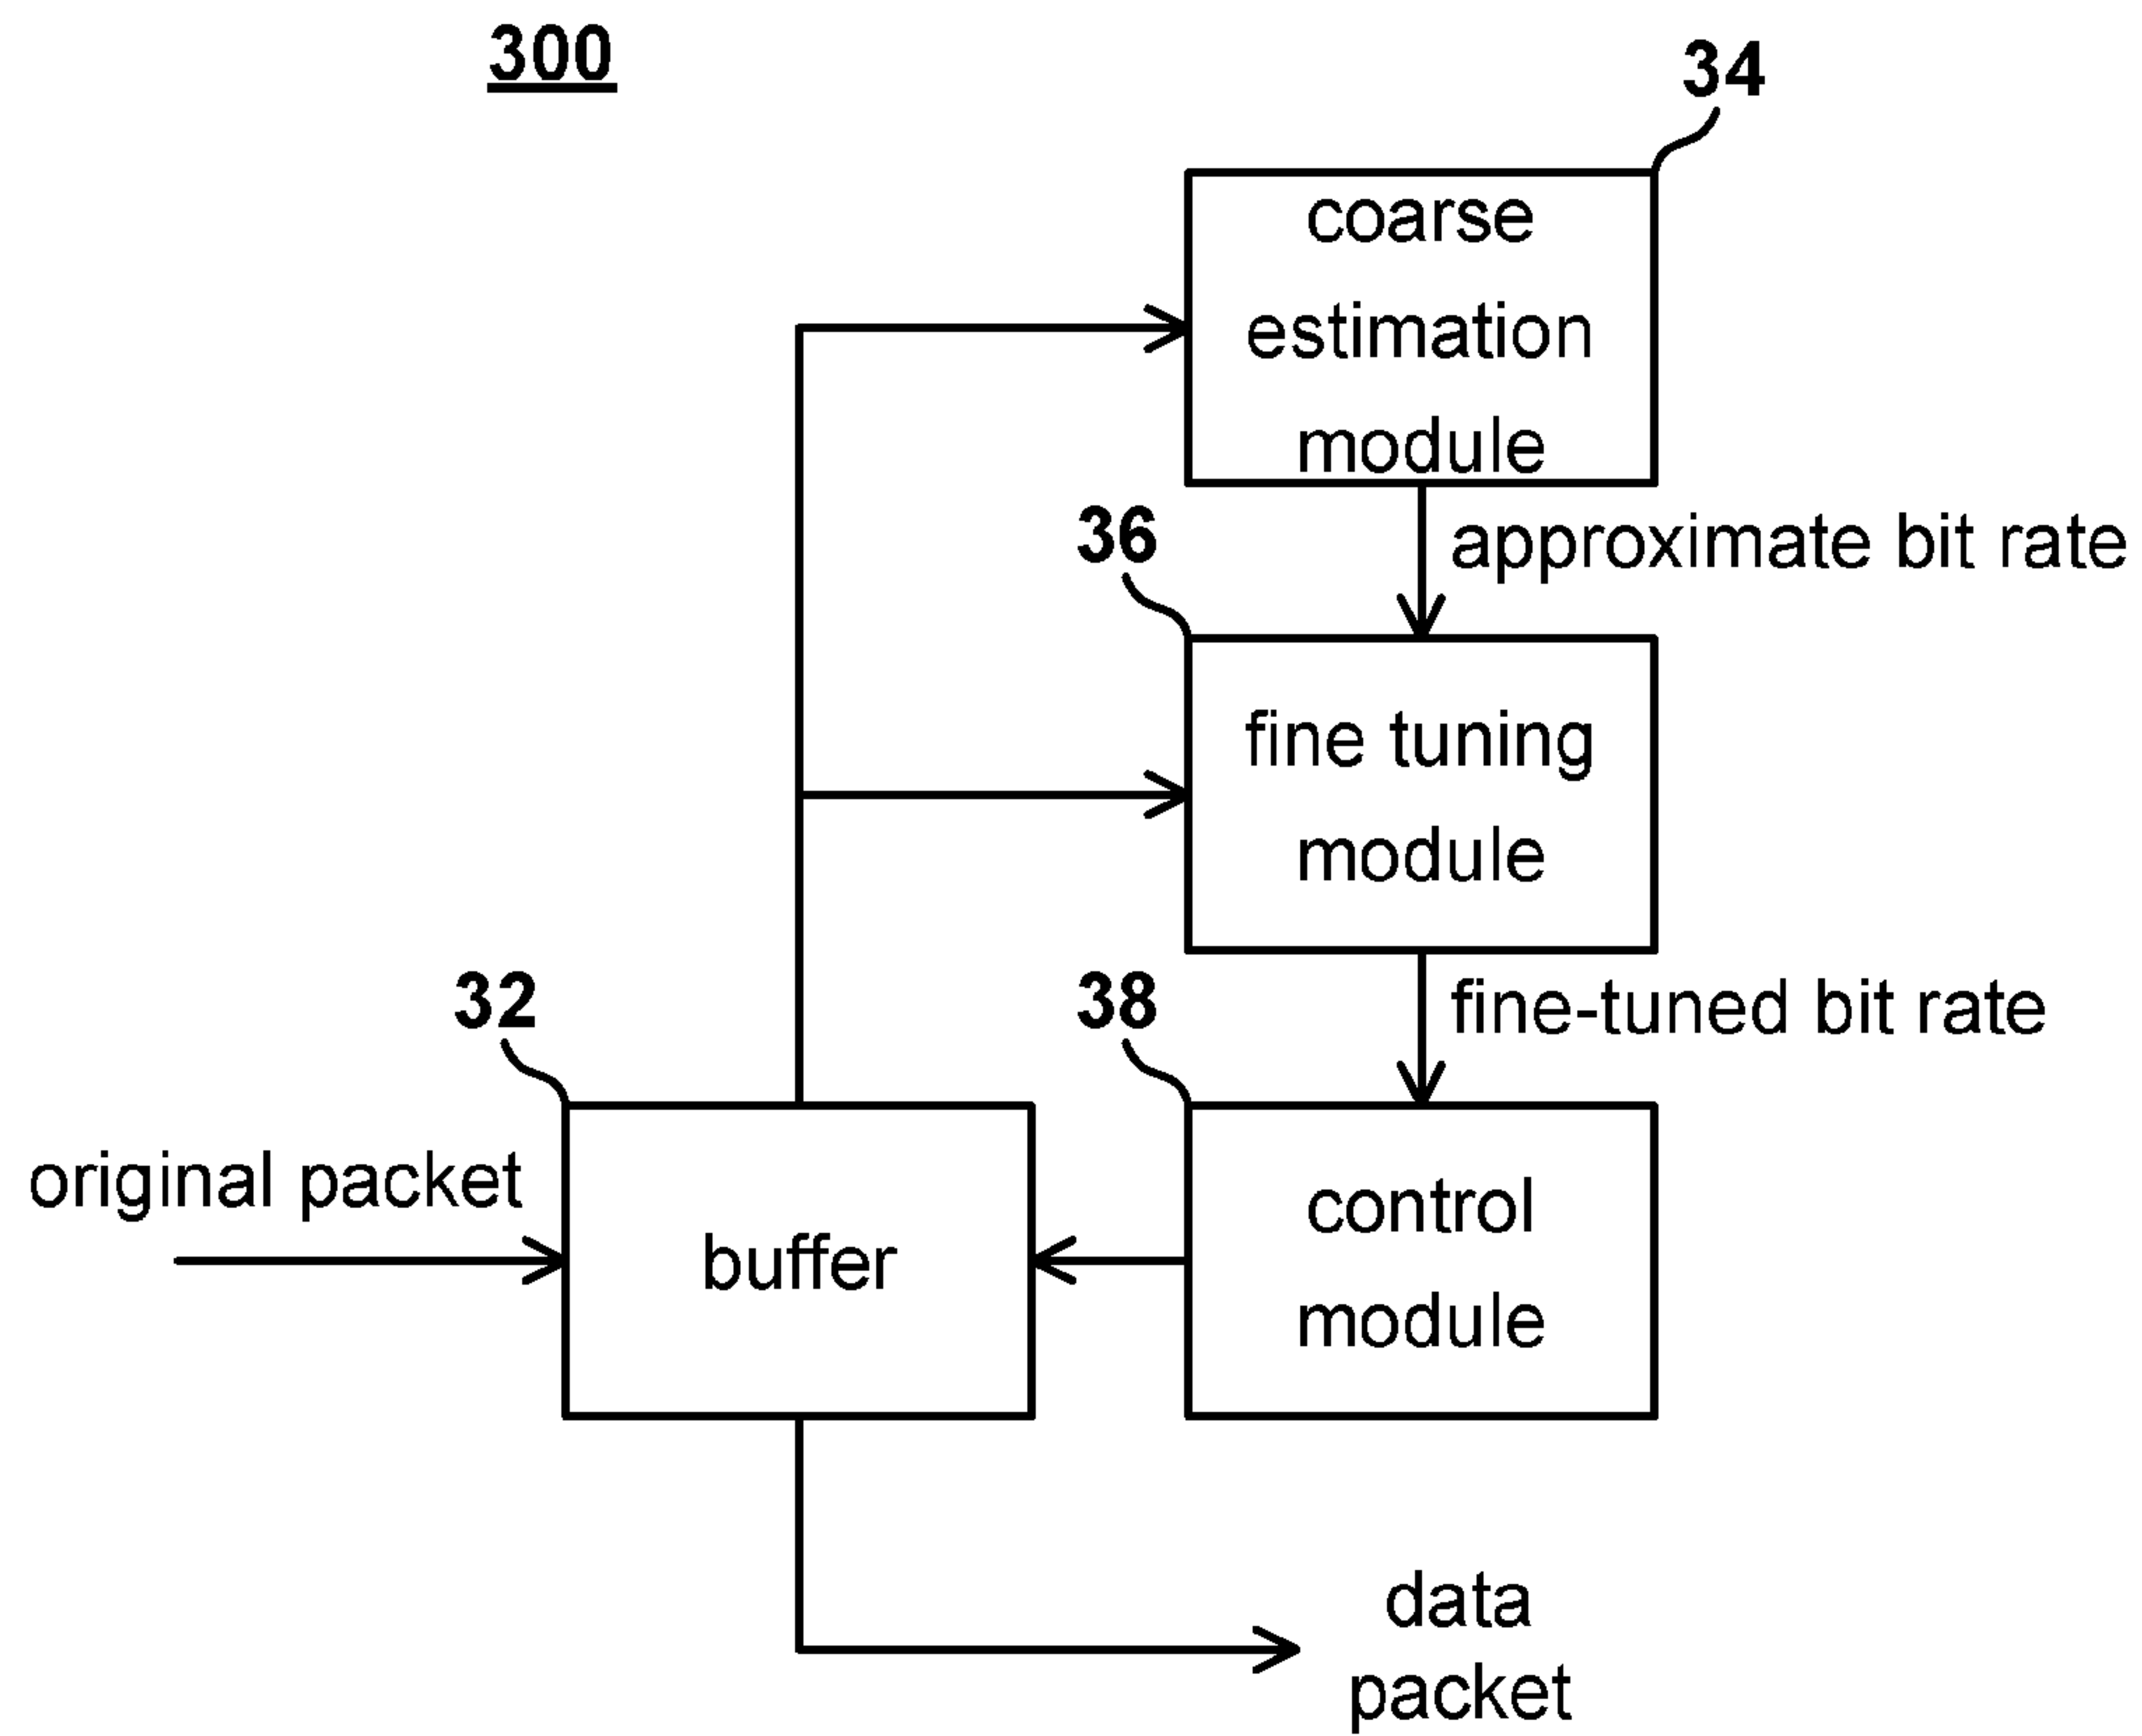 300
34
coarse
estimation
module
approximate bit rate
36
fine tuning
module
fine-tuned bit rate
32
38
original packet
buffer
control
module
data
packet